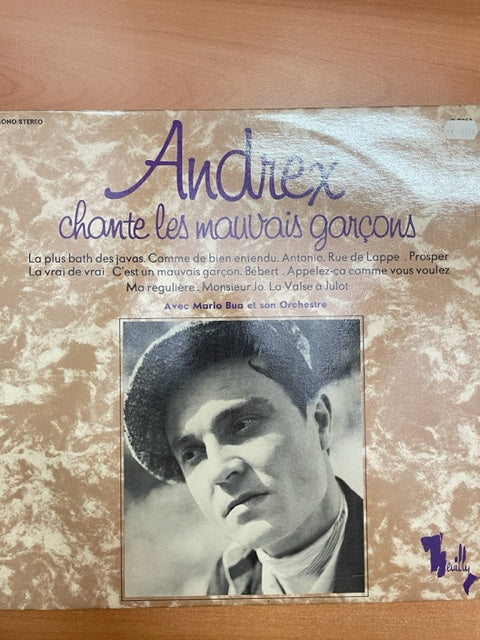 MONO-STEREO
Andrex
chante les mauvais garçons
La plus bath des javas. Comme de bien entendu. Antonio. Rue de Lappe . Prosper
La vrai de vrai . C'est un mauvais garçon. Bébert . Appelez-ça comme vous voulez
Ma regulière . Monsieur Jo. La Valse à Julot
Avec Mario Bua et son Orchestre
Neuilly